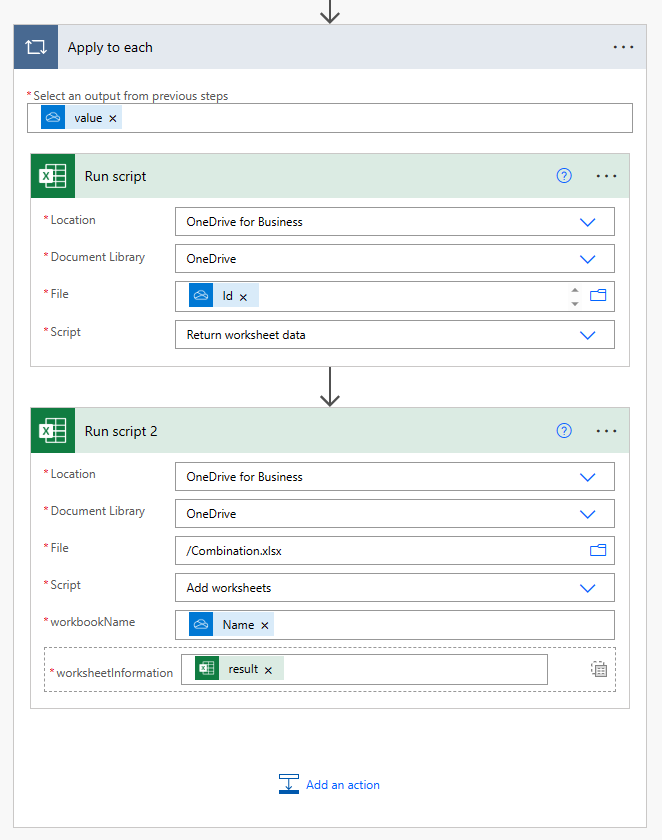 Apply to each
*Select an output from previous steps
value ×
Run script
*Location OneDrive for Business
*Document Library OneDrive
*File Id ×
*Script Return worksheet data
Run script 2
*Location OneDrive for Business
*Document Library OneDrive
*File /Combination.xlsx
*Script Add worksheets
*workbookName Name ×
*worksheetInformation result ×
Add an action